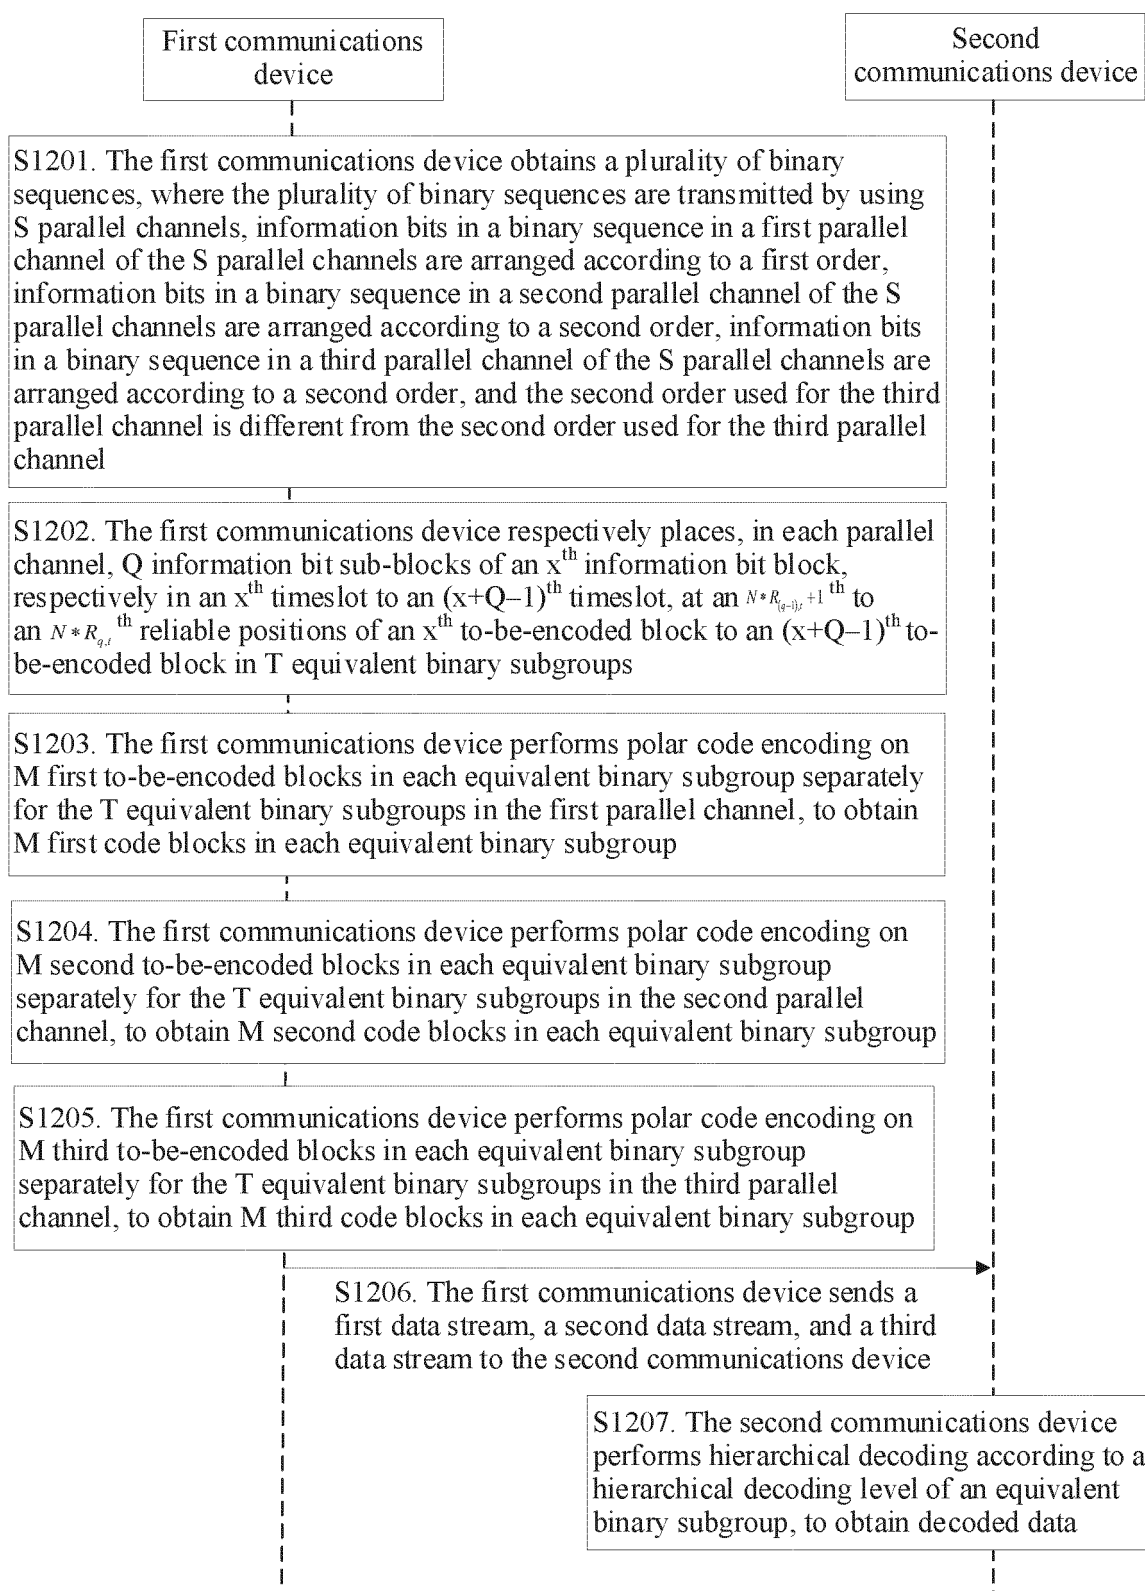 First communications
device
Second
communications device
S1201. The first communications device obtains a plurality of binary
sequences, where the plurality of binary sequences are transmitted by using
S parallel channels, information bits in a binary sequence in a first parallel
channel of the S parallel channels are arranged according to a first order,
information bits in a binary sequence in a second parallel channel of the S
parallel channels are arranged according to a second order, information bits
in a binary sequence in a third parallel channel of the S parallel channels are
arranged according to a second order, and the second order used for the third
parallel channel is different from the second order used for the third parallel
channel
S1202. The first communications device respectively places, in each parallel
channel, Q information bit sub-blocks of an x^th information bit block,
respectively in an x^th timeslot to an (x+Q–1)^th timeslot, at an N*R_(q-1),t +1^th to
an N*R_q,t^th reliable positions of an x^th to-be-encoded block to an (x+Q–1)^th to-
be-encoded block in T equivalent binary subgroups
S1203. The first communications device performs polar code encoding on
M first to-be-encoded blocks in each equivalent binary subgroup separately
for the T equivalent binary subgroups in the first parallel channel, to obtain
M first code blocks in each equivalent binary subgroup
S1204. The first communications device performs polar code encoding on
M second to-be-encoded blocks in each equivalent binary subgroup
separately for the T equivalent binary subgroups in the second parallel
channel, to obtain M second code blocks in each equivalent binary subgroup
S1205. The first communications device performs polar code encoding on
M third to-be-encoded blocks in each equivalent binary subgroup
separately for the T equivalent binary subgroups in the third parallel
channel, to obtain M third code blocks in each equivalent binary subgroup
S1206. The first communications device sends a
first data stream, a second data stream, and a third
data stream to the second communications device
S1207. The second communications device
performs hierarchical decoding according to a
hierarchical decoding level of an equivalent
binary subgroup, to obtain decoded data